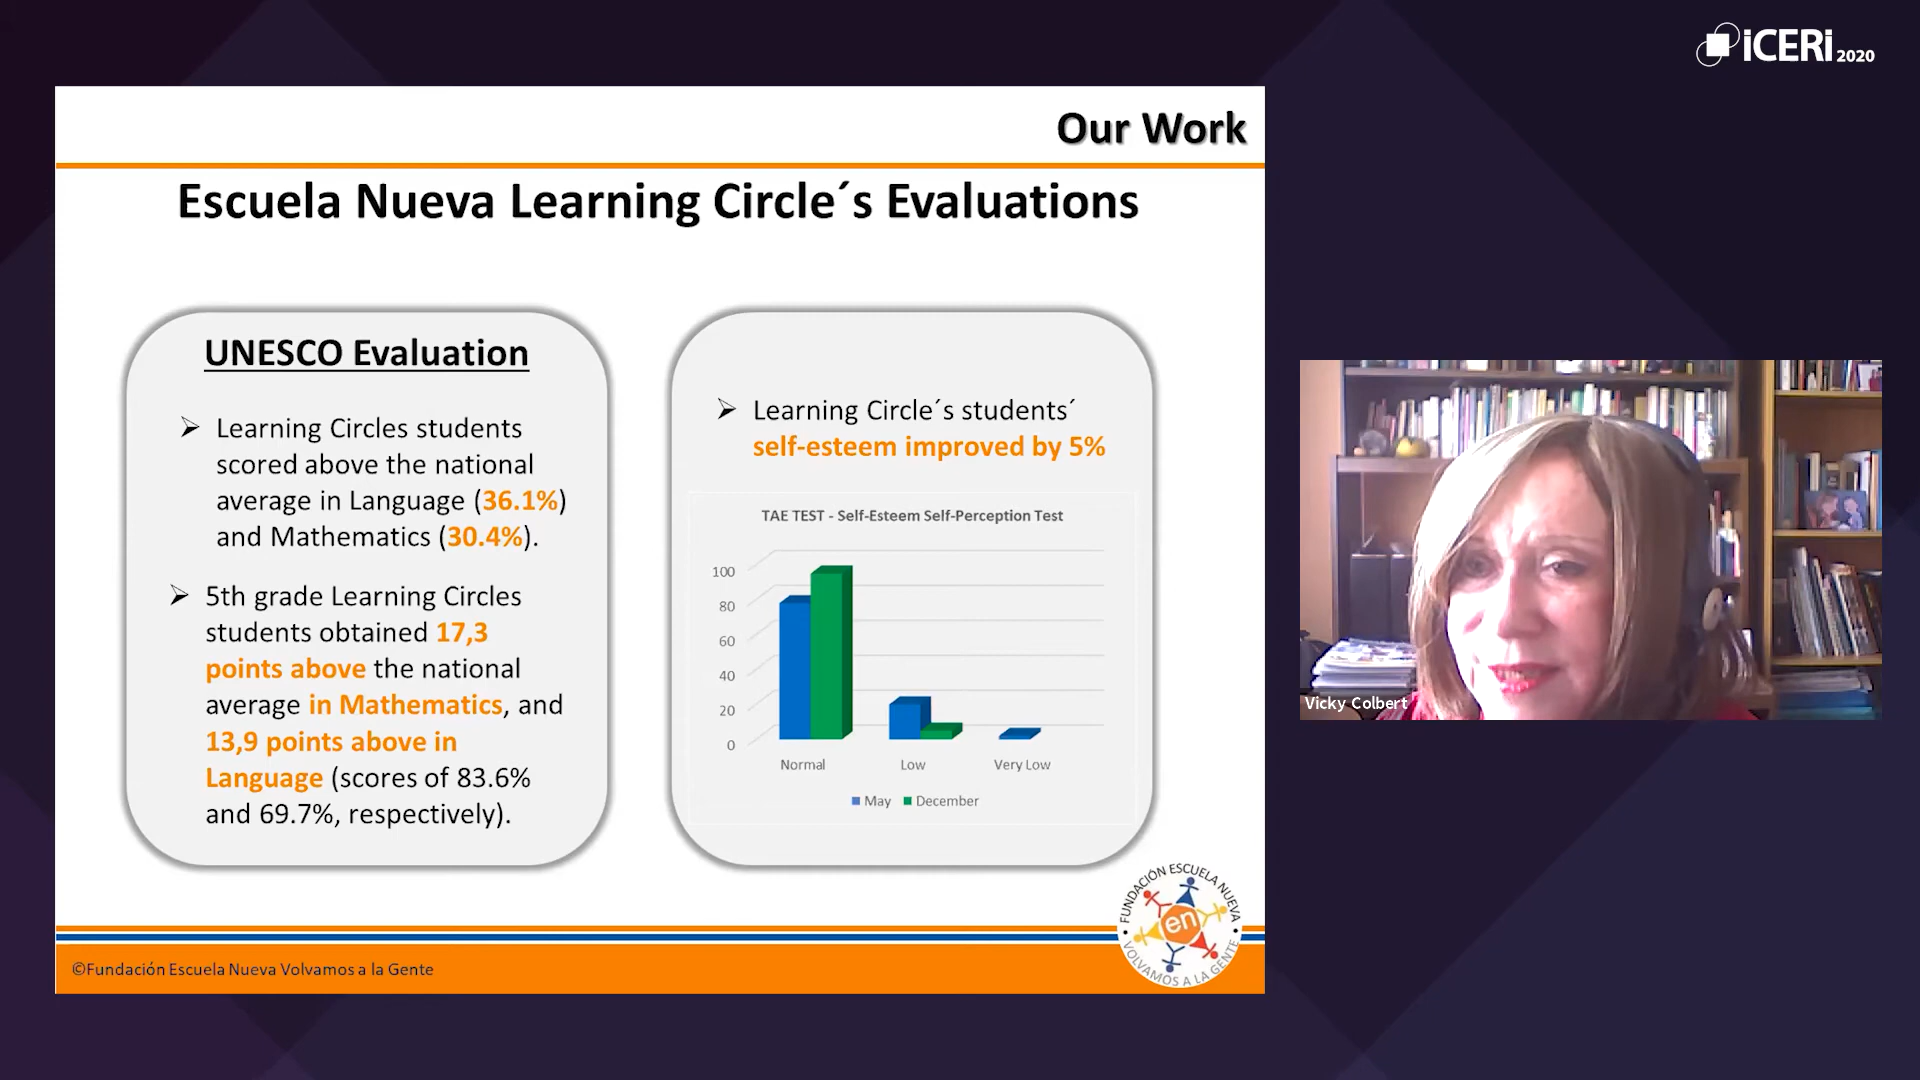 iCERi 2020
Our Work
Escuela Nueva Learning Circle´s Evaluations
UNESCO Evaluation
➢ Learning Circles students
scored above the national
average in Language (36.1%)
and Mathematics (30.4%).
➢ 5th grade Learning Circles
students obtained 17,3
points above the national
average in Mathematics, and
13,9 points above in
Language (scores of 83.6%
and 69.7%, respectively).
➢ Learning Circle´s students´
self-esteem improved by 5%
TAE TEST - Self-Esteem Self-Perception Test
100
80
60
40
20
0
Normal Low Very Low
May December
©Fundación Escuela Nueva Volvamos a la Gente
FUNDACIÓN ESCUELA NUEVA
en
VOLVAMOS A LA GENTE
Vicky Colbert